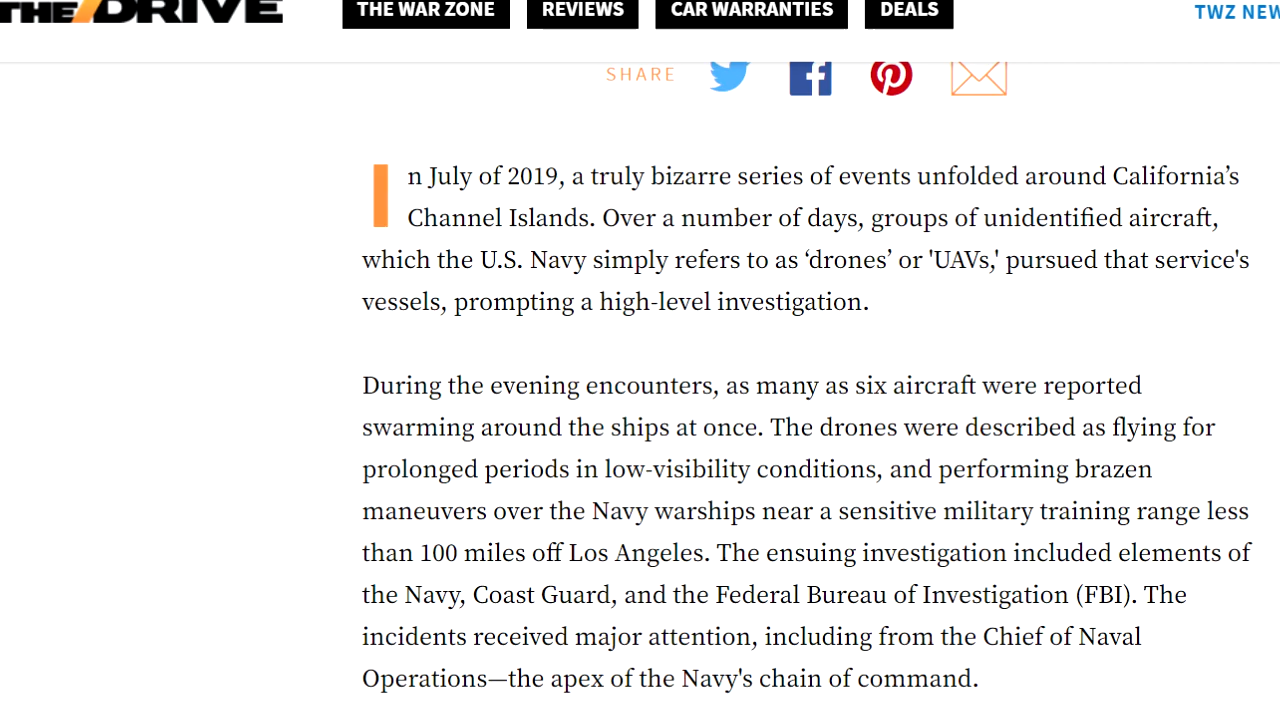 THE/DRIVE THE WAR ZONE REVIEWS CAR WARRANTIES DEALS TWZ
SHARE
In July of 2019, a truly bizarre series of events unfolded around California’s
Channel Islands. Over a number of days, groups of unidentified aircraft,
which the U.S. Navy simply refers to as ‘drones’ or 'UAVs,' pursued that service's
vessels, prompting a high-level investigation.
During the evening encounters, as many as six aircraft were reported
swarming around the ships at once. The drones were described as flying for
prolonged periods in low-visibility conditions, and performing brazen
maneuvers over the Navy warships near a sensitive military training range less
than 100 miles off Los Angeles. The ensuing investigation included elements of
the Navy, Coast Guard, and the Federal Bureau of Investigation (FBI). The
incidents received major attention, including from the Chief of Naval
Operations—the apex of the Navy's chain of command.